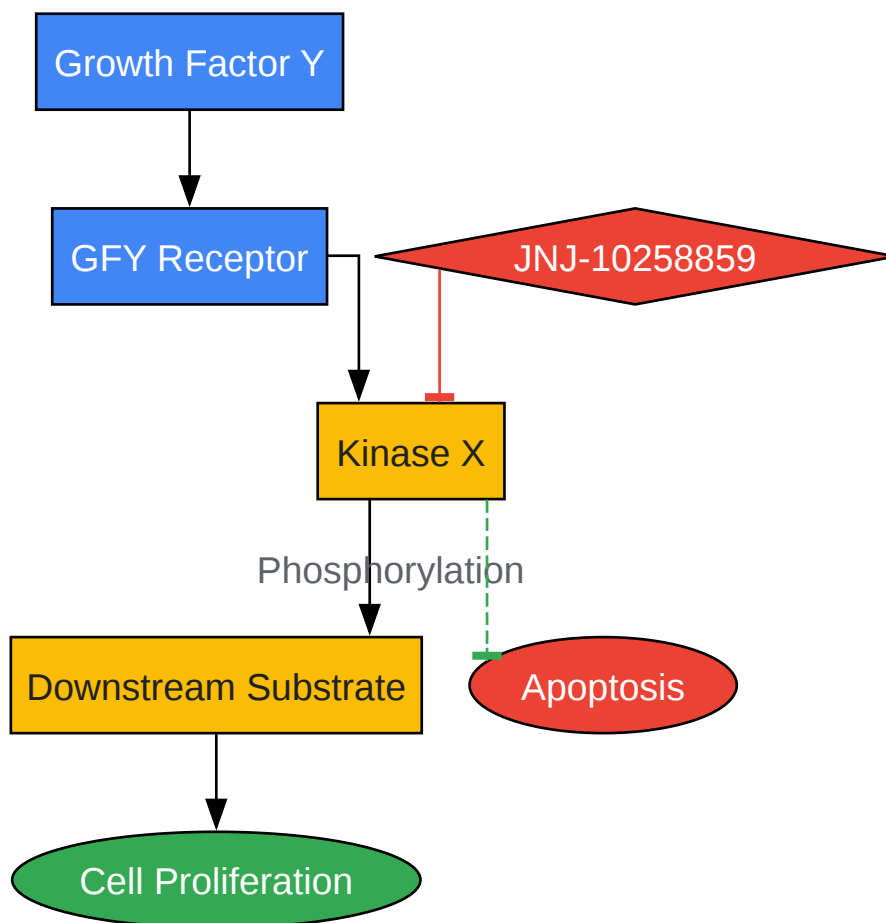 Growth Factor Y
GFY Receptor
JNJ-10258859
Kinase X
Phosphorylation
Downstream Substrate
Apoptosis
Cell Proliferation